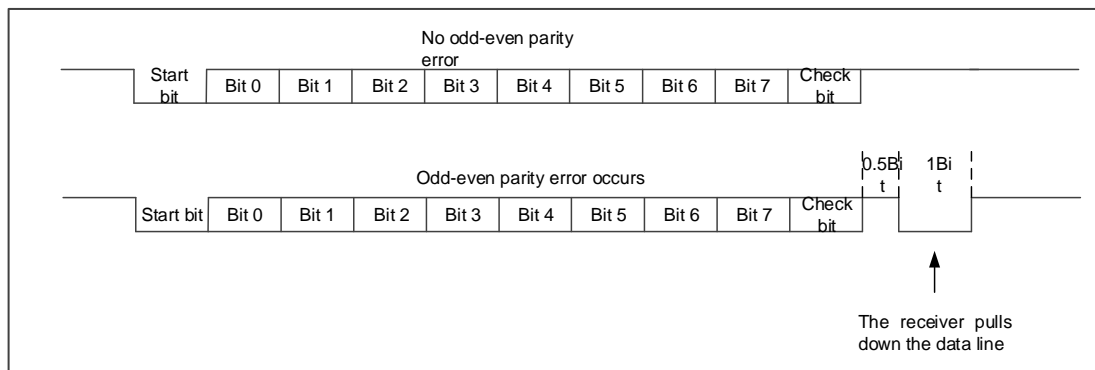 No odd-even parity
error
Start
bit
Bit 0
Bit 1
Bit 2
Bit 3
Bit 4
Bit 5
Bit 6
Bit 7
Check
bit
0.5Bi
t
1Bi
t
Odd-even parity error occurs
Start bit
Bit 0
Bit 1
Bit 2
Bit 3
Bit 4
Bit 5
Bit 6
Bit 7
Check
bit
The receiver pulls
down the data line